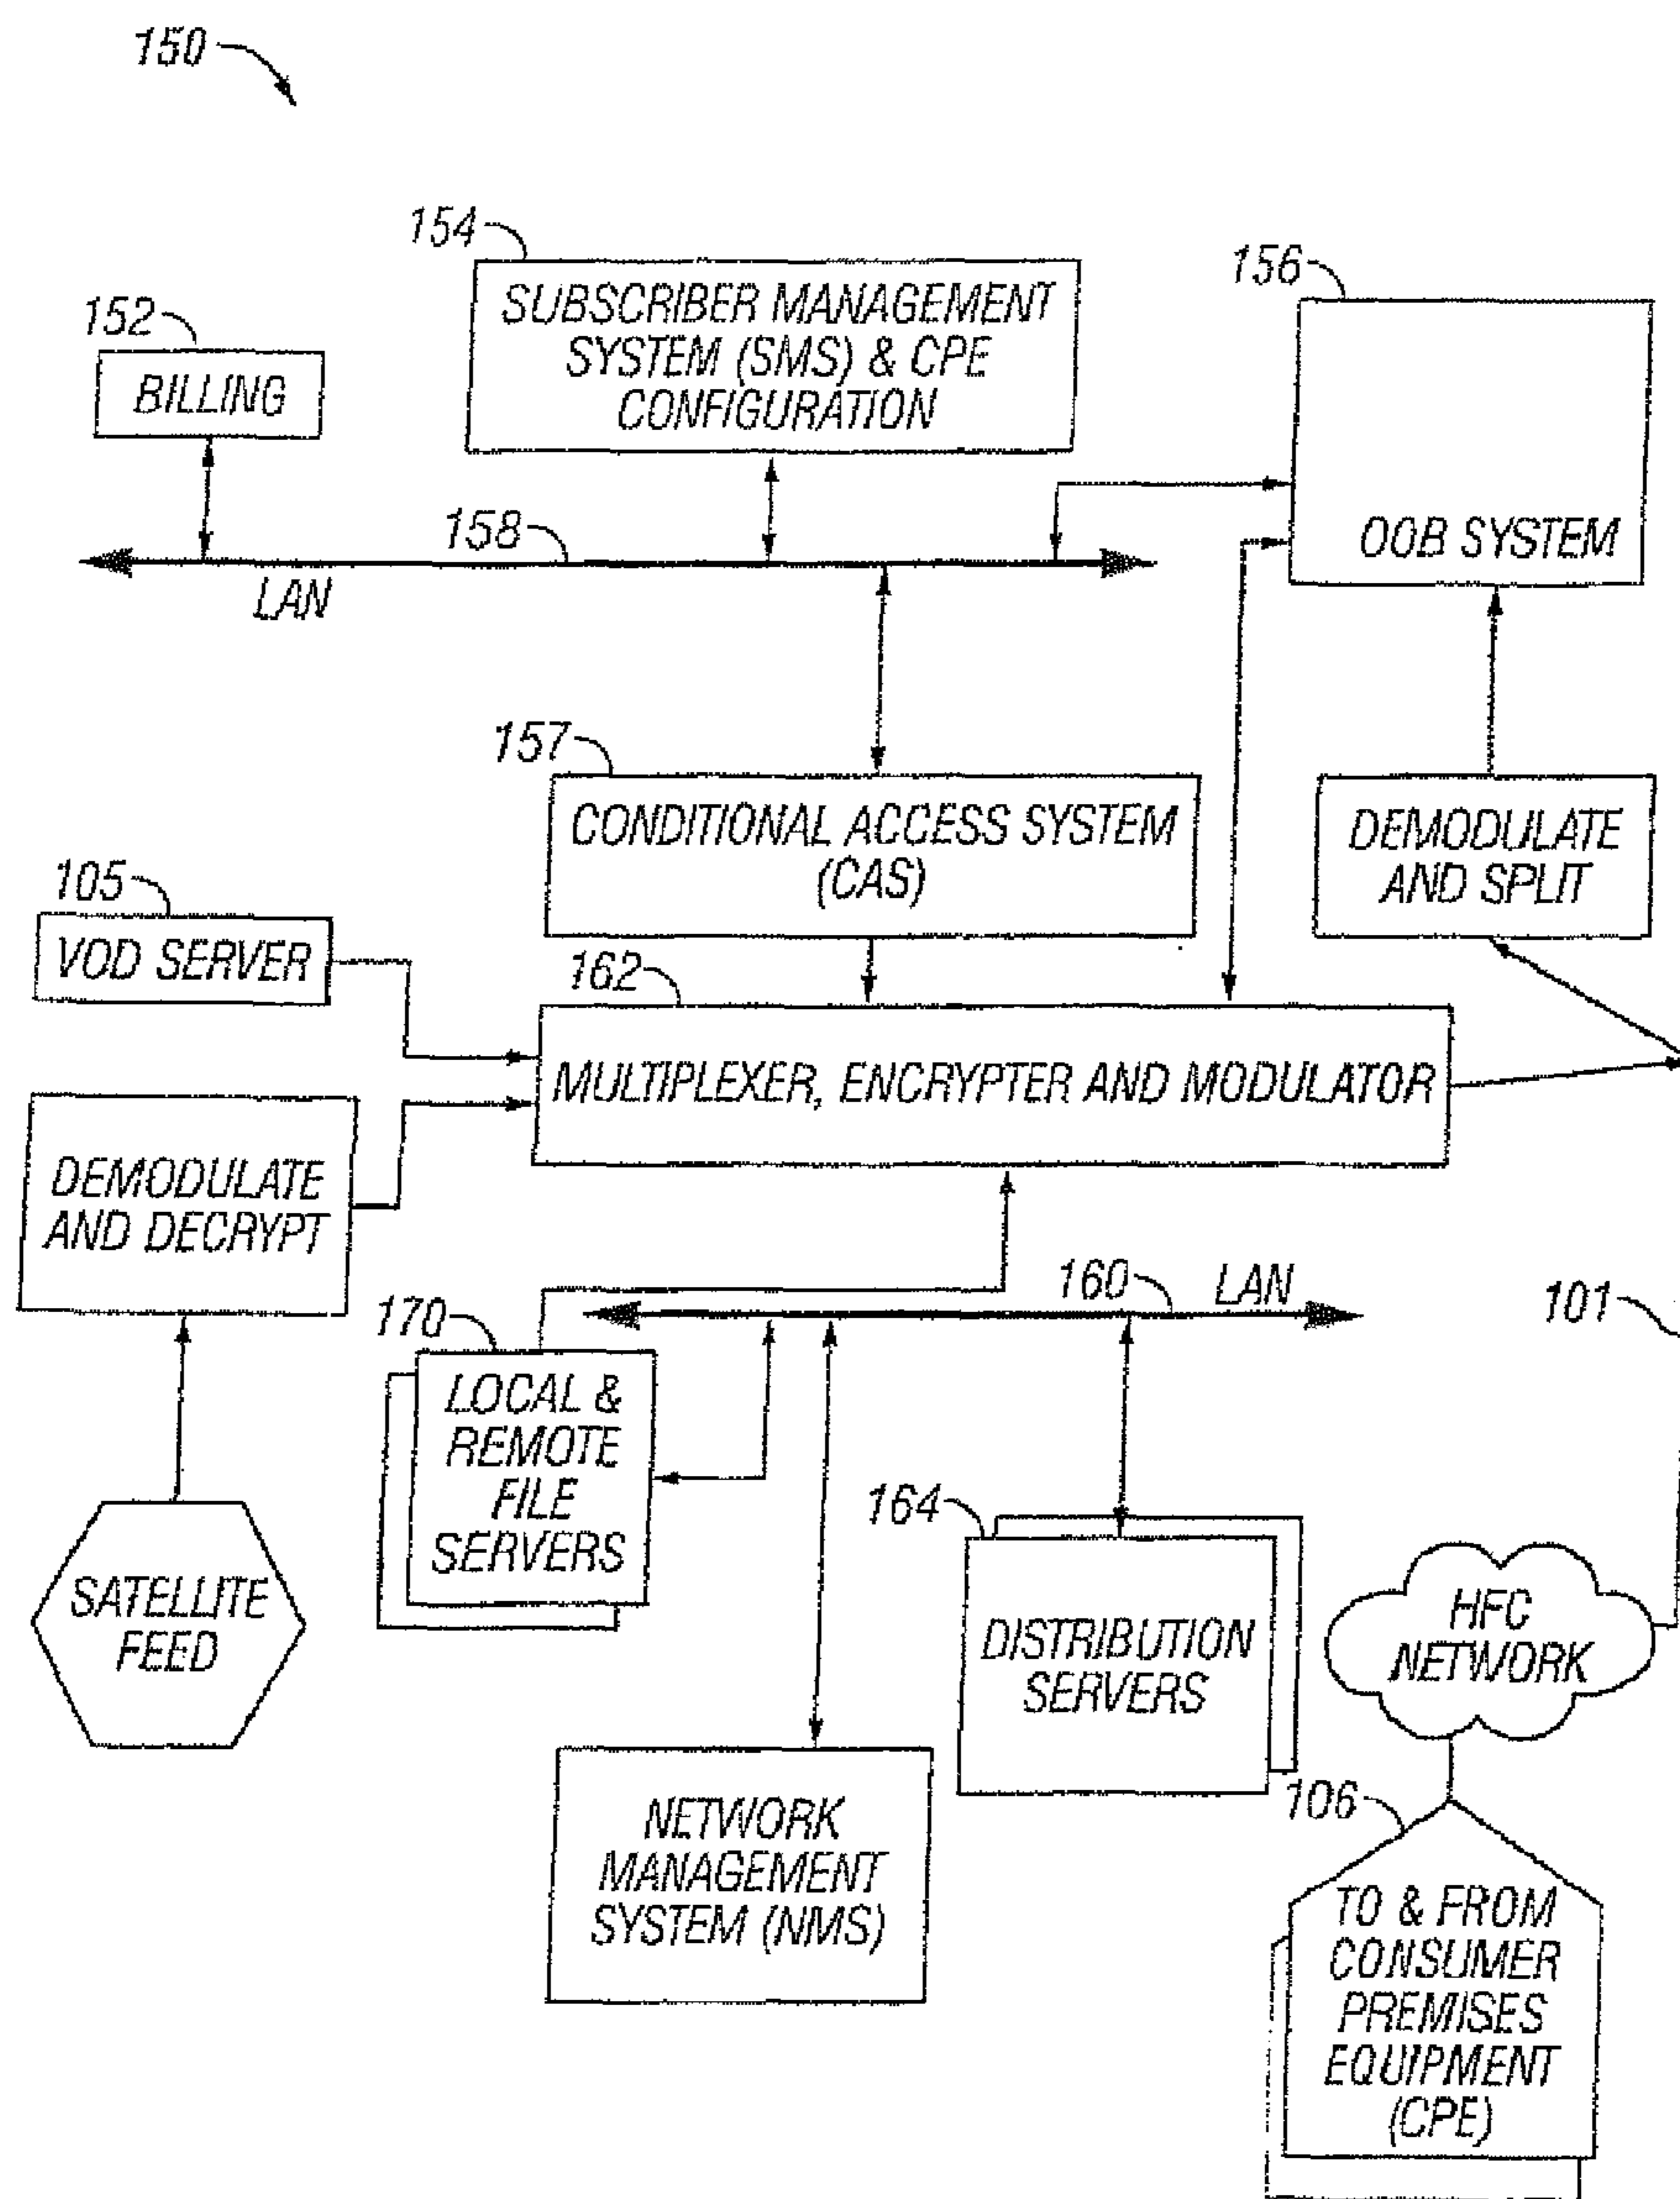 150
154
SUBSCRIBER MANAGEMENT
SYSTEM (SMS) & CPE
CONFIGURATION
156
OOB SYSTEM
152
BILLING
158
LAN
157
CONDITIONAL ACCESS SYSTEM
(CAS)
DEMODULATE
AND SPLIT
105
VOD SERVER
162
MULTIPLEXER, ENCRYPTER AND MODULATOR
DEMODULATE
AND DECRYPT
160
LAN
101
170
LOCAL &
REMOTE
FILE
SERVERS
SATELLITE
FEED
164
DISTRIBUTION
SERVERS
HFC
NETWORK
NETWORK
MANAGEMENT
SYSTEM (NMS)
106
TO & FROM
CONSUMER
PREMISES
EQUIPMENT
(CPE)